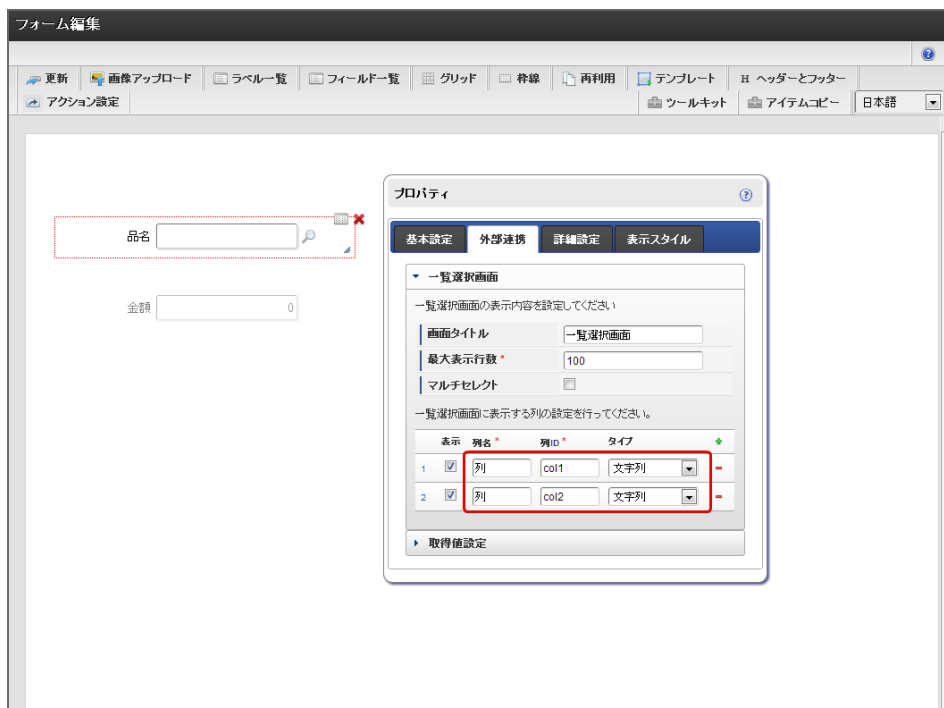 フォーム編集
更新 画像アップロード ラベル一覧 フィールド一覧 グリッド 枠線 再利用 テンプレート H ヘッダーとフッター
アクション設定 ツールキット アイテムコピー 日本語
プロパティ
品名
金額 0
基本設定 外部連携 詳細設定 表示スタイル
一覧選択画面
一覧選択画面の表示内容を設定してください
画面タイトル 一覧選択画面
最大表示行数* 100
マルチセレクト
一覧選択画面に表示する列の設定を行ってください。
表示 列名* 列ID* タイプ
1 列 col1 文字列
2 列 col2 文字列
取得値設定